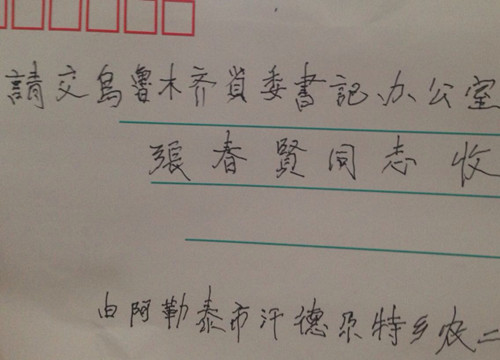 請交烏魯木齐省委書記办公室
張春賢同志收
由阿勒泰市汗德尕特乡农二